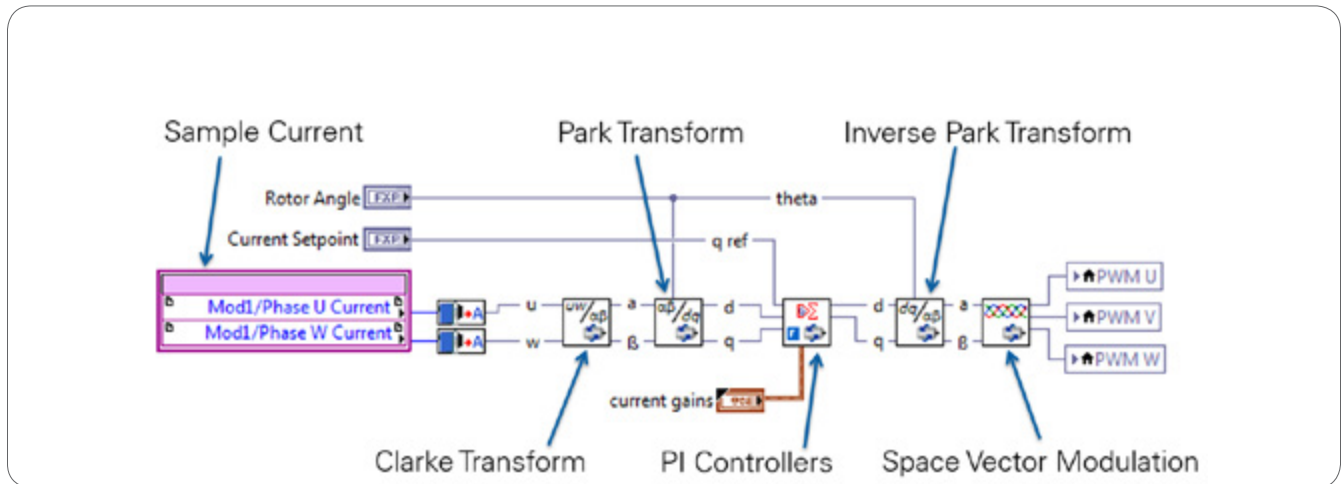 Sample Current
Park Transform
Inverse Park Transform
Rotor Angle
FXP
theta
Current Setpoint
FXP
q ref
Mod1/Phase U Current
Mod1/Phase W Current
A
A
u
w
uw/αβ
a
ß
αβ/dq
d
q
d
q
dq/αβ
a
ß
PWM U
PWM V
PWM W
current gains
Clarke Transform
PI Controllers
Space Vector Modulation